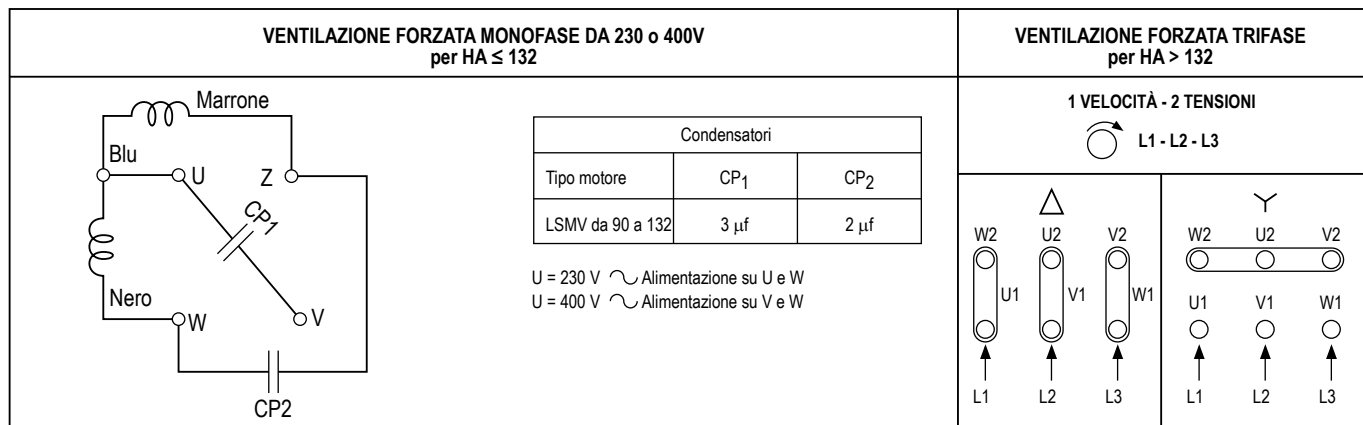 VENTILAZIONE FORZATA MONOFASE DA 230 o 400V
per HA ≤ 132
Marrone
Blu
U
Z
CP1
Nero
W
V
CP2
Condensatori
Tipo motore CP1 CP2
LSMV da 90 a 132 3 μf 2 μf
U = 230 V Alimentazione su U e W
U = 400 V Alimentazione su V e W
VENTILAZIONE FORZATA TRIFASE
per HA > 132
1 VELOCITÀ - 2 TENSIONI
L1 - L2 - L3
W2 U2 V2
U1 V1 W1
L1 L2 L3
W2 U2 V2
U1 V1 W1
L1 L2 L3